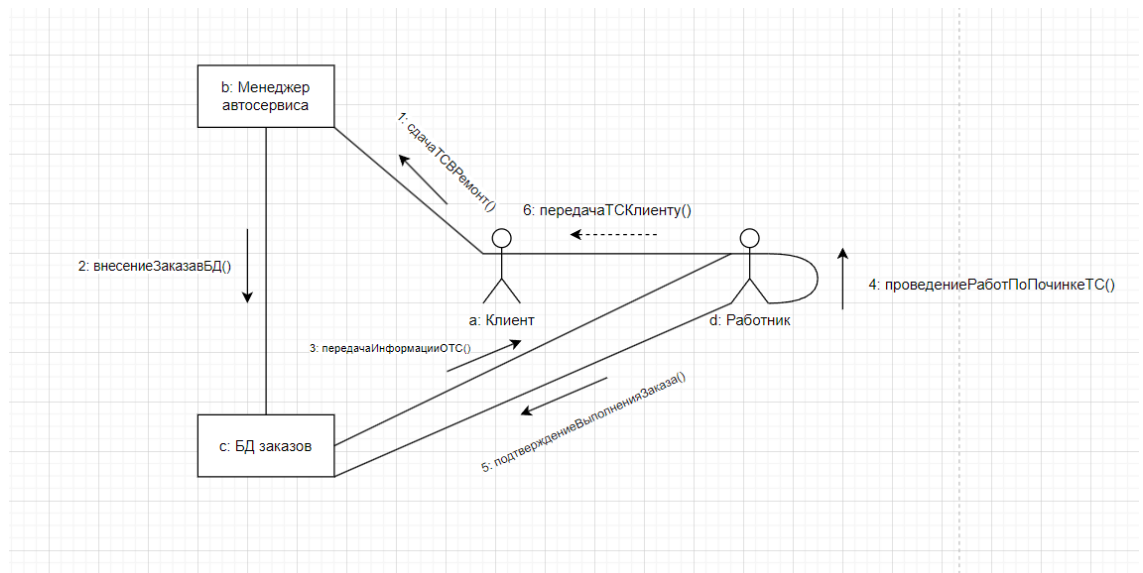 b: Менеджер
автосервиса
1: сдачаТСВРемонт()
6: передачаТСКлиенту()
2: внесениеЗаказавБД()
4: проведениеРаботПоПочинкеТС()
a: Клиент
d: Работник
3: передачаИнформацииОТС()
5: подтверждениеВыполненияЗаказа()
c: БД заказов